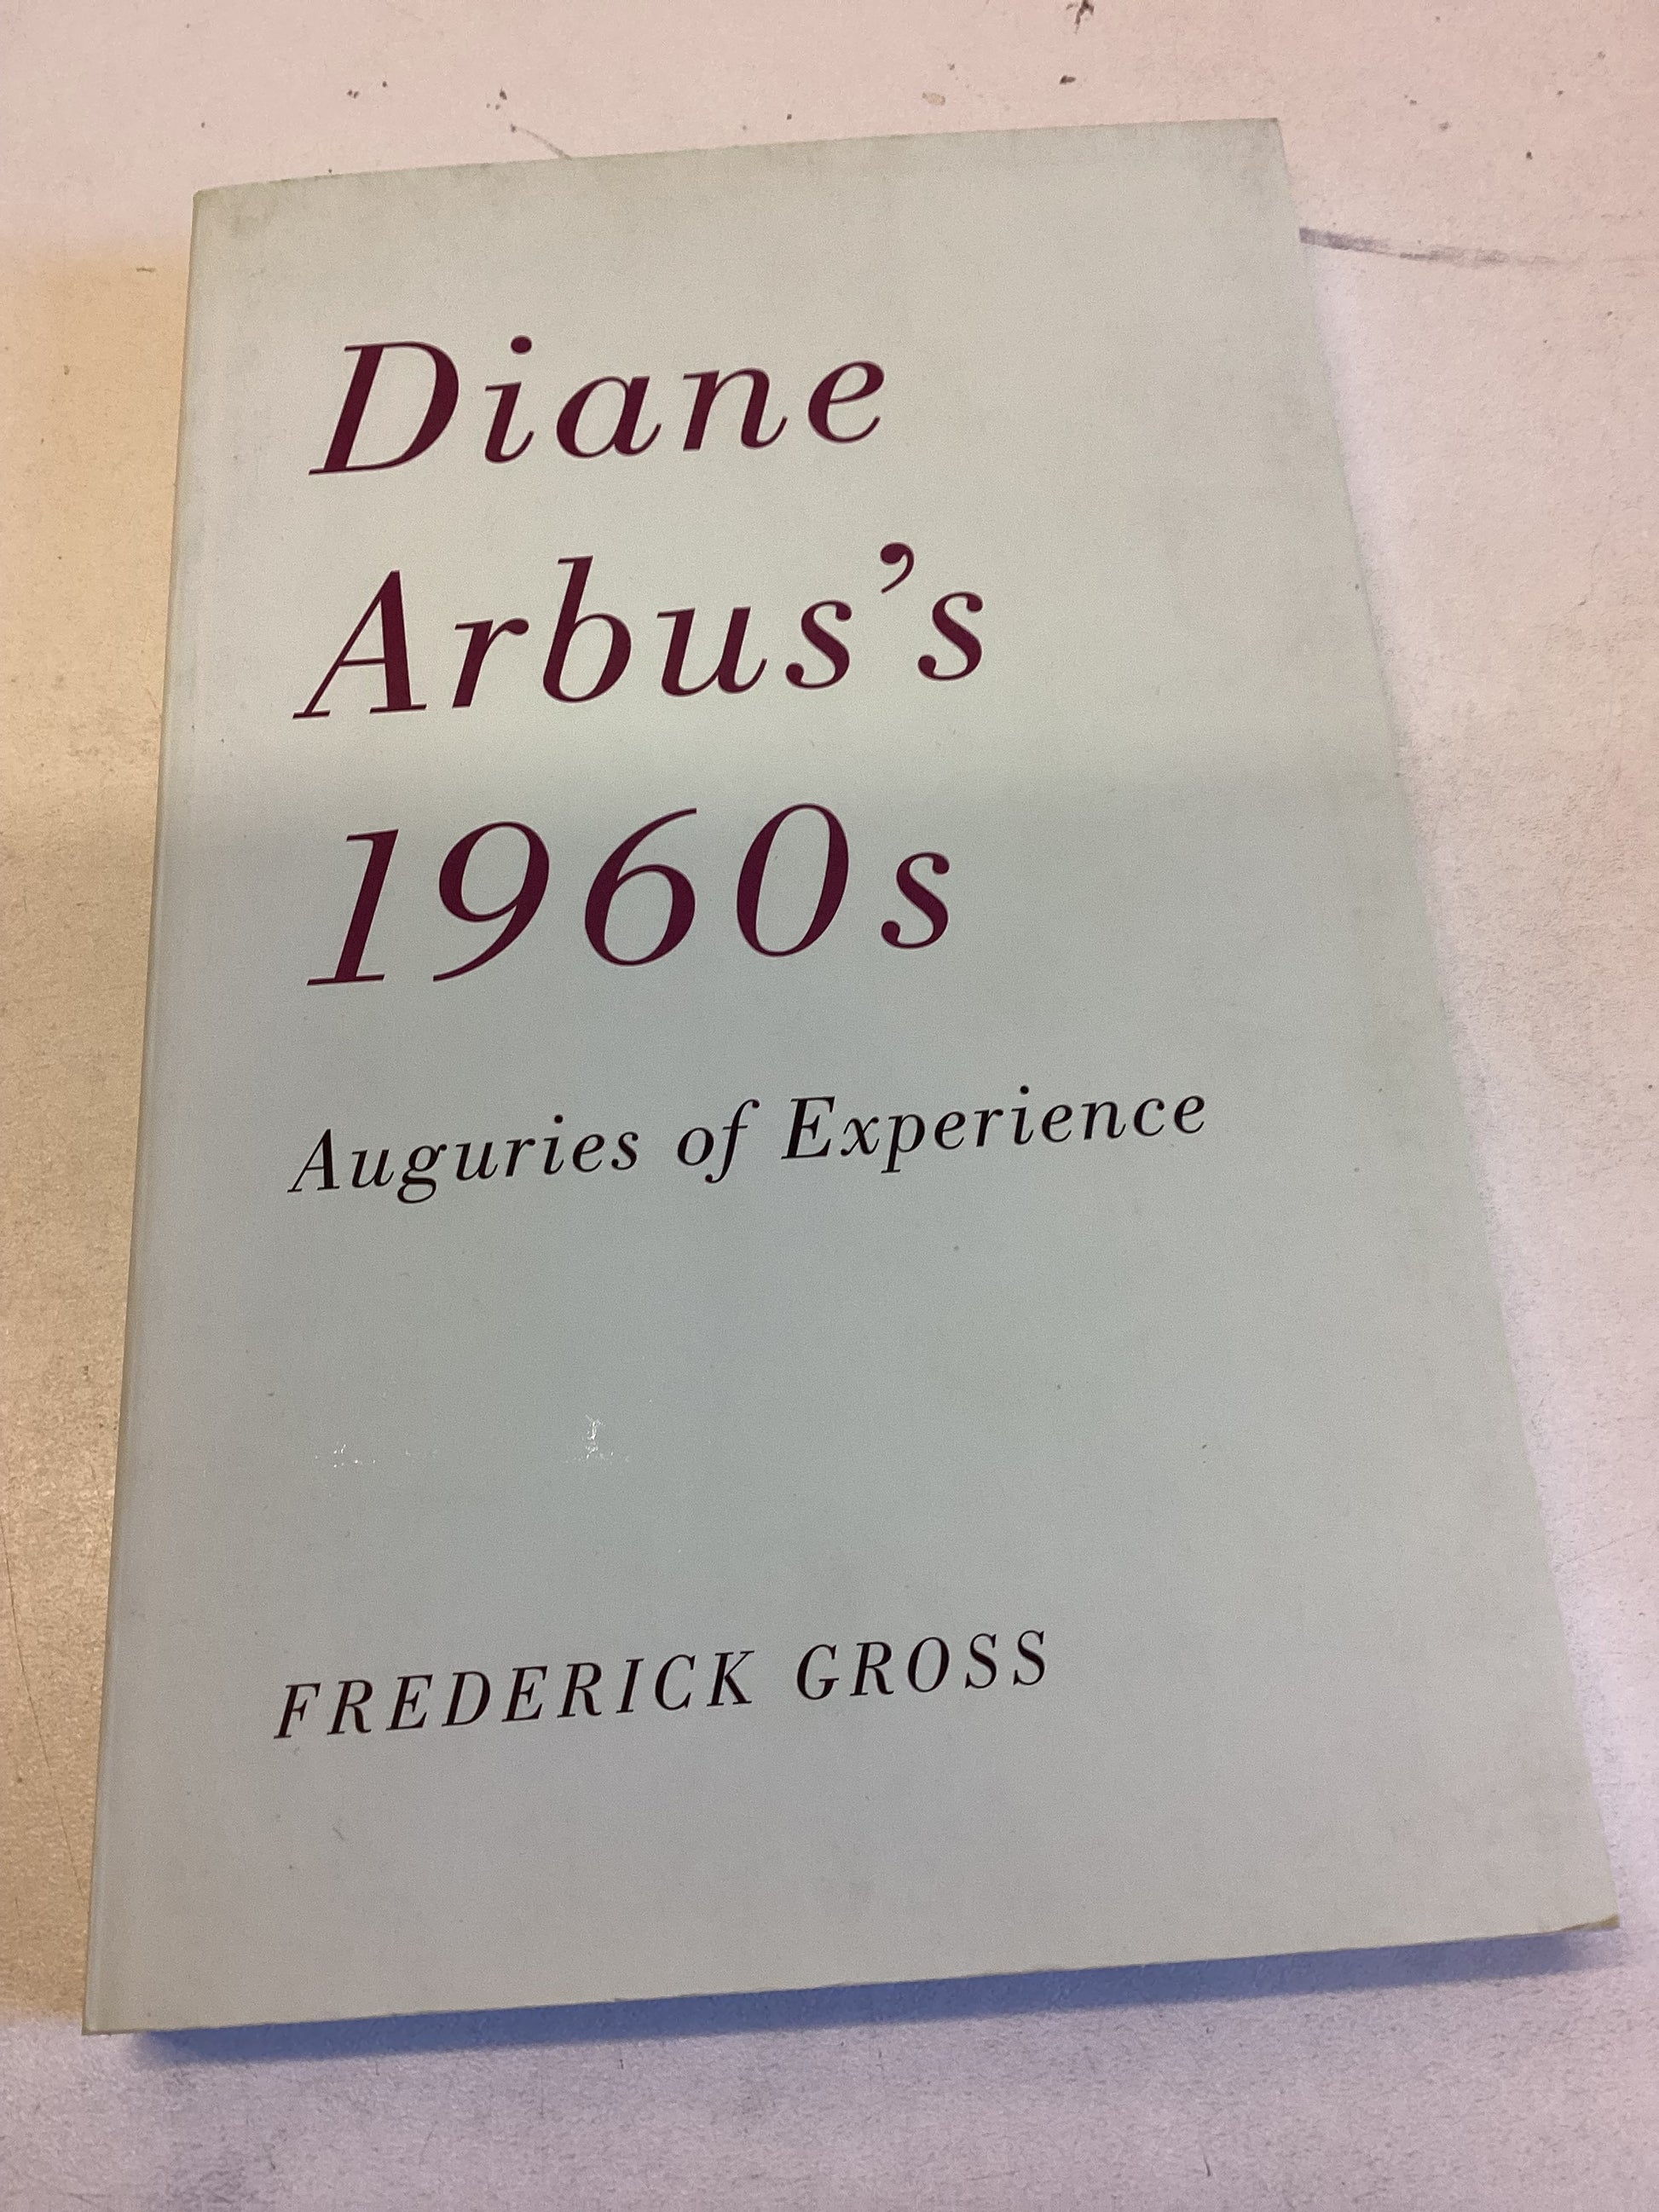 Diane
Arbus’s
1960s
Auguries of Experience
FREDERICK GROSS